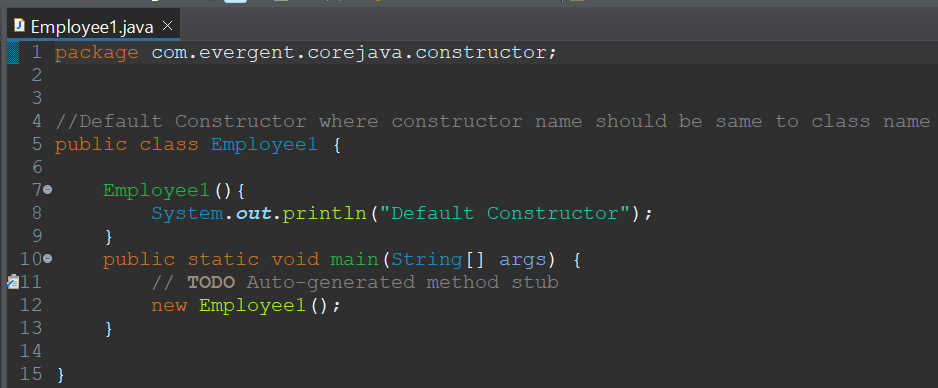 Employee1.java
1 package com.evergent.corejava.constructor;
2
3
4 //Default Constructor where constructor name should be same to class name
5 public class Employee1 {
6
7 Employee1(){
8 System.out.println("Default Constructor");
9 }
10 public static void main(String[] args) {
11 // TODO Auto-generated method stub
12 new Employee1();
13 }
14
15 }